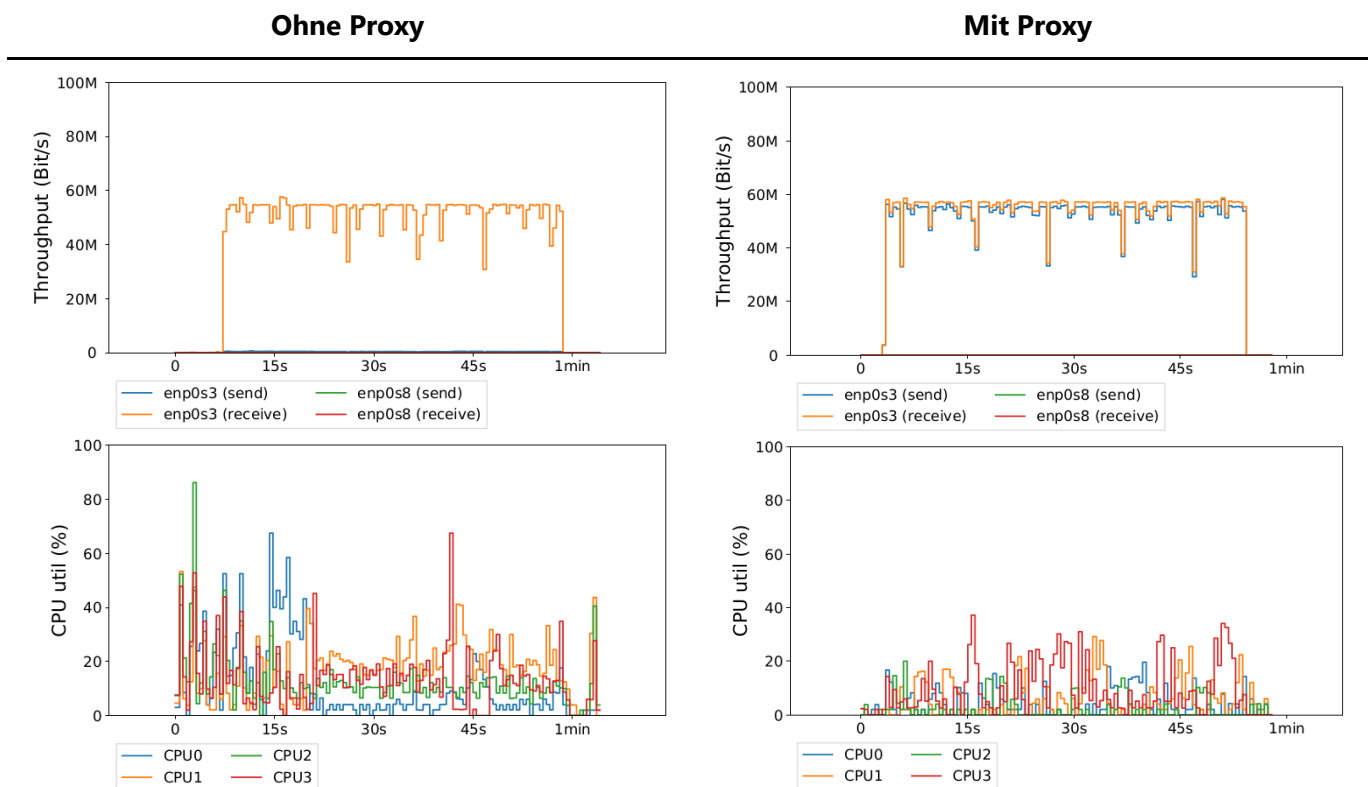 Ohne Proxy
Mit Proxy
100M
80M
60M
40M
20M
0
Throughput (Bit/s)
0 15s 30s 45s 1min
enp0s3 (send) enp0s8 (send)
enp0s3 (receive) enp0s8 (receive)
100M
80M
60M
40M
20M
0
Throughput (Bit/s)
0 15s 30s 45s 1min
enp0s3 (send) enp0s8 (send)
enp0s3 (receive) enp0s8 (receive)
100
80
60
40
20
0
CPU util (%)
0 15s 30s 45s 1min
CPU0 CPU2
CPU1 CPU3
100
80
60
40
20
0
CPU util (%)
0 15s 30s 45s 1min
CPU0 CPU2
CPU1 CPU3